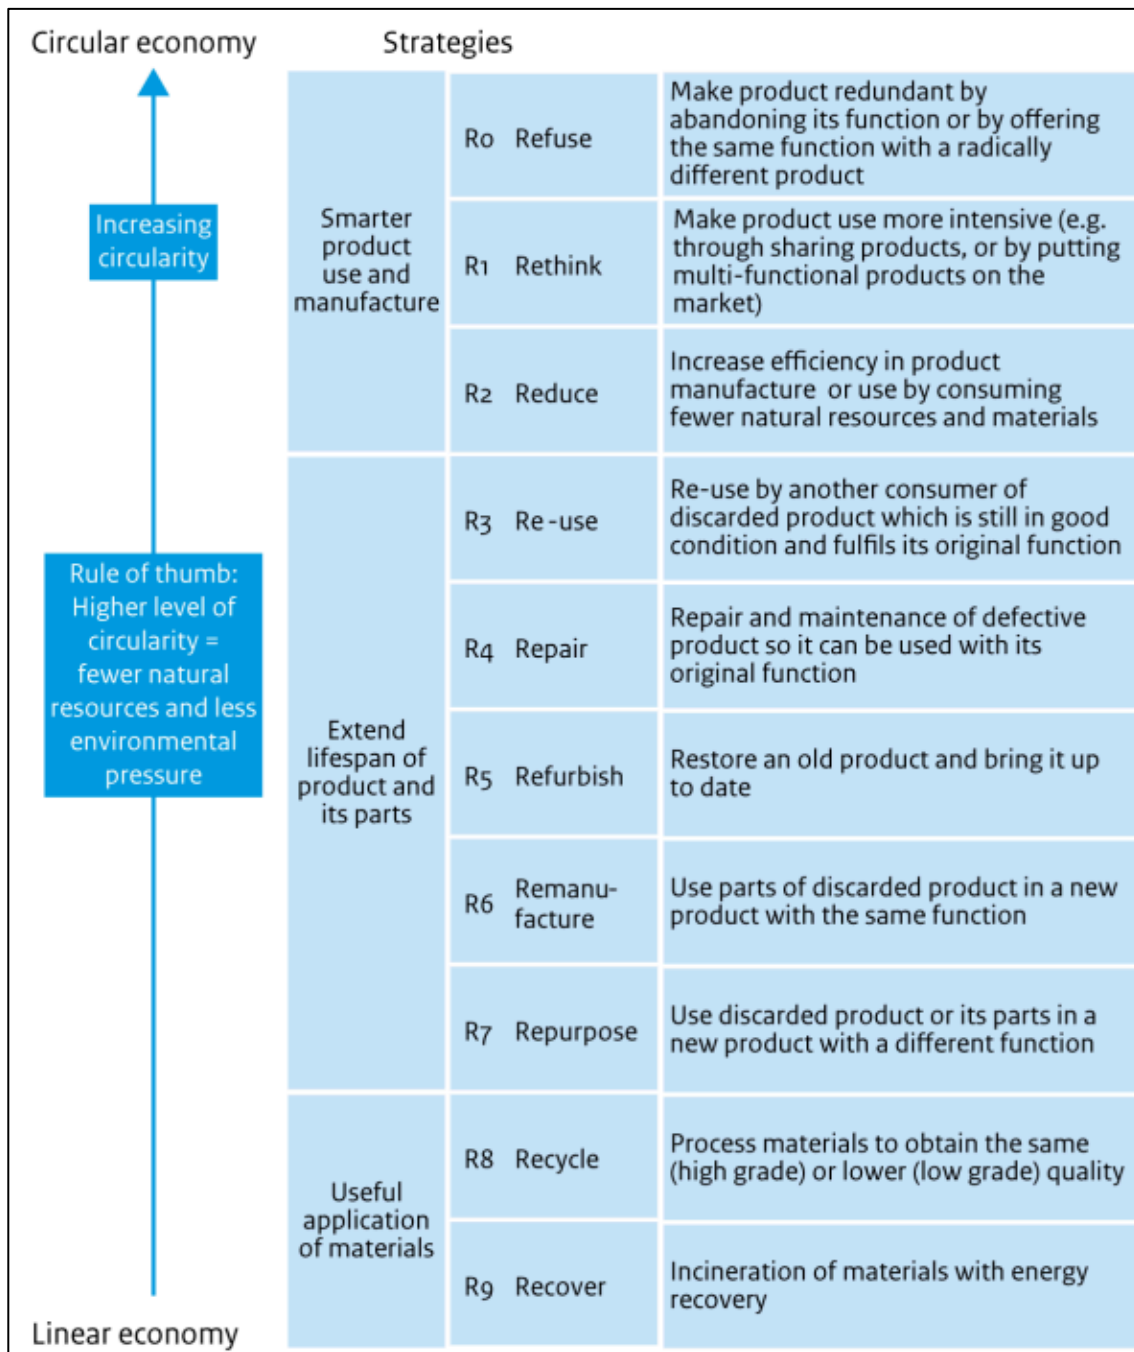 Circular economy
Strategies
Increasing
circularity
Rule of thumb:
Higher level of
circularity =
fewer natural
resources and less
environmental
pressure
Linear economy
Smarter
product
use and
manufacture
R0 Refuse
Make product redundant by
abandoning its function or by offering
the same function with a radically
different product
R1 Rethink
Make product use more intensive (e.g.
through sharing products, or by putting
multi-functional products on the
market)
R2 Reduce
Increase efficiency in product
manufacture or use by consuming
fewer natural resources and materials
Extend
lifespan of
product and
its parts
R3 Re-use
Re-use by another consumer of
discarded product which is still in good
condition and fulfils its original function
R4 Repair
Repair and maintenance of defective
product so it can be used with its
original function
R5 Refurbish
Restore an old product and bring it up
to date
R6 Remanu-
facture
Use parts of discarded product in a new
product with the same function
R7 Repurpose
Use discarded product or its parts in a
new product with a different function
Useful
application
of materials
R8 Recycle
Process materials to obtain the same
(high grade) or lower (low grade) quality
R9 Recover
Incineration of materials with energy
recovery